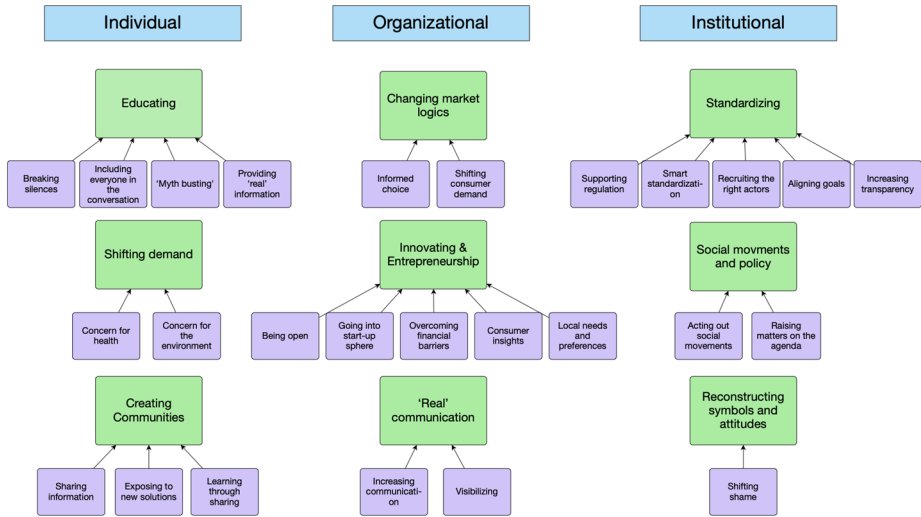 Individual
Organizational
Institutional
Educating
Changing market
logics
Standardizing
Breaking
silences
Including
everyone in
the
conversation
‘Myth busting’
Providing
‘real’
information
Informed
choice
Shifting
consumer
demand
Supporting
regulation
Smart
standardizati-
on
Recruiting the
right actors
Aligning goals
Increasing
transparency
Shifting demand
Innovating &
Entrepreneurship
Social movments
and policy
Concern for
health
Concern for
the
environment
Being open
Going into
start-up
sphere
Overcoming
financial
barriers
Consumer
insights
Local needs
and
preferences
Acting out
social
movements
Raising
matters on the
agenda
Creating
Communities
‘Real’
communication
Reconstructing
symbols and
attitudes
Sharing
information
Exposing to
new solutions
Learning
through
sharing
Increasing
communicati-
on
Visibilizing
Shifting
shame